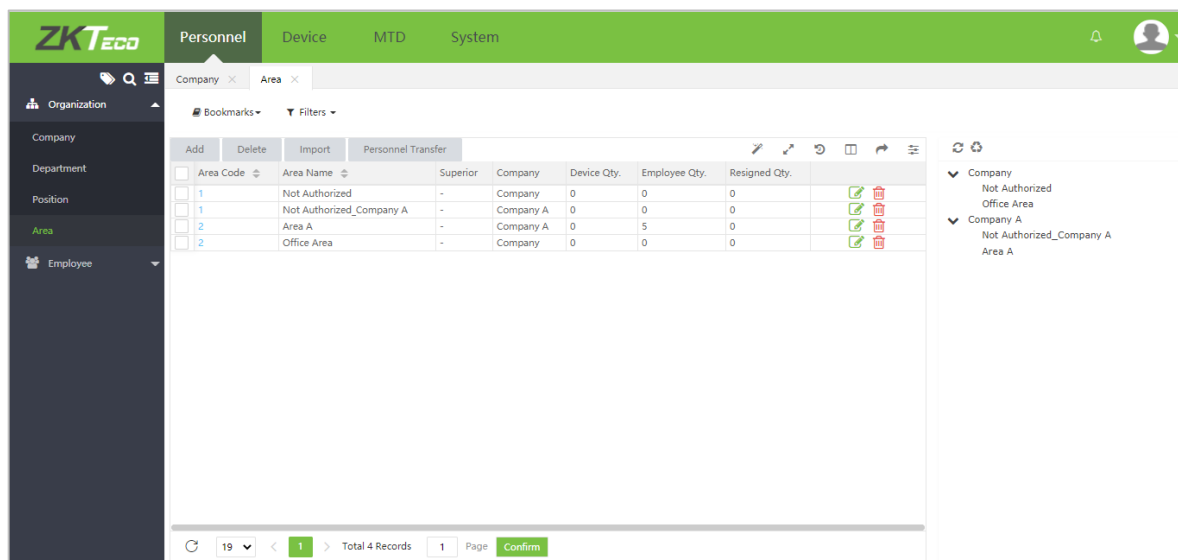 ZKTeco Personnel Device MTD System
Company Area
Organization
Bookmarks Filters
Company
Department
Position
Area
Employee
Add Delete Import Personnel Transfer
Area Code Area Name Superior Company Device Qty. Employee Qty. Resigned Qty.
1 Not Authorized - Company 0 0 0
1 Not Authorized_Company A - Company A 0 0 0
2 Area A - Company A 0 5 0
2 Office Area - Company 0 0 0
Company
Not Authorized
Office Area
Company A
Not Authorized_Company A
Area A
19 < 1 > Total 4 Records 1 Page Confirm